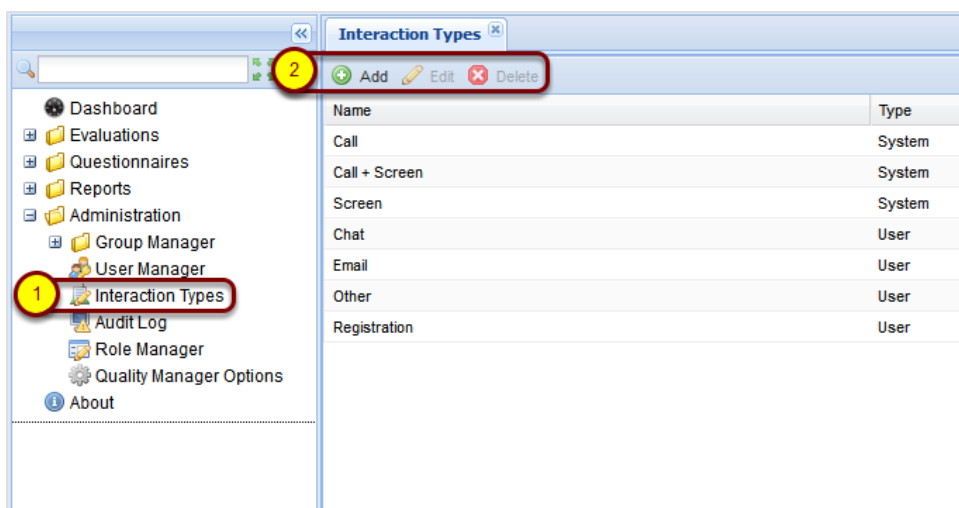 Interaction Types
2
Add Edit Delete
Dashboard
Evaluations
Questionnaires
Reports
Administration
Group Manager
User Manager
1
Interaction Types
Audit Log
Role Manager
Quality Manager Options
About
Name Type
Call System
Call + Screen System
Screen System
Chat User
Email User
Other User
Registration User